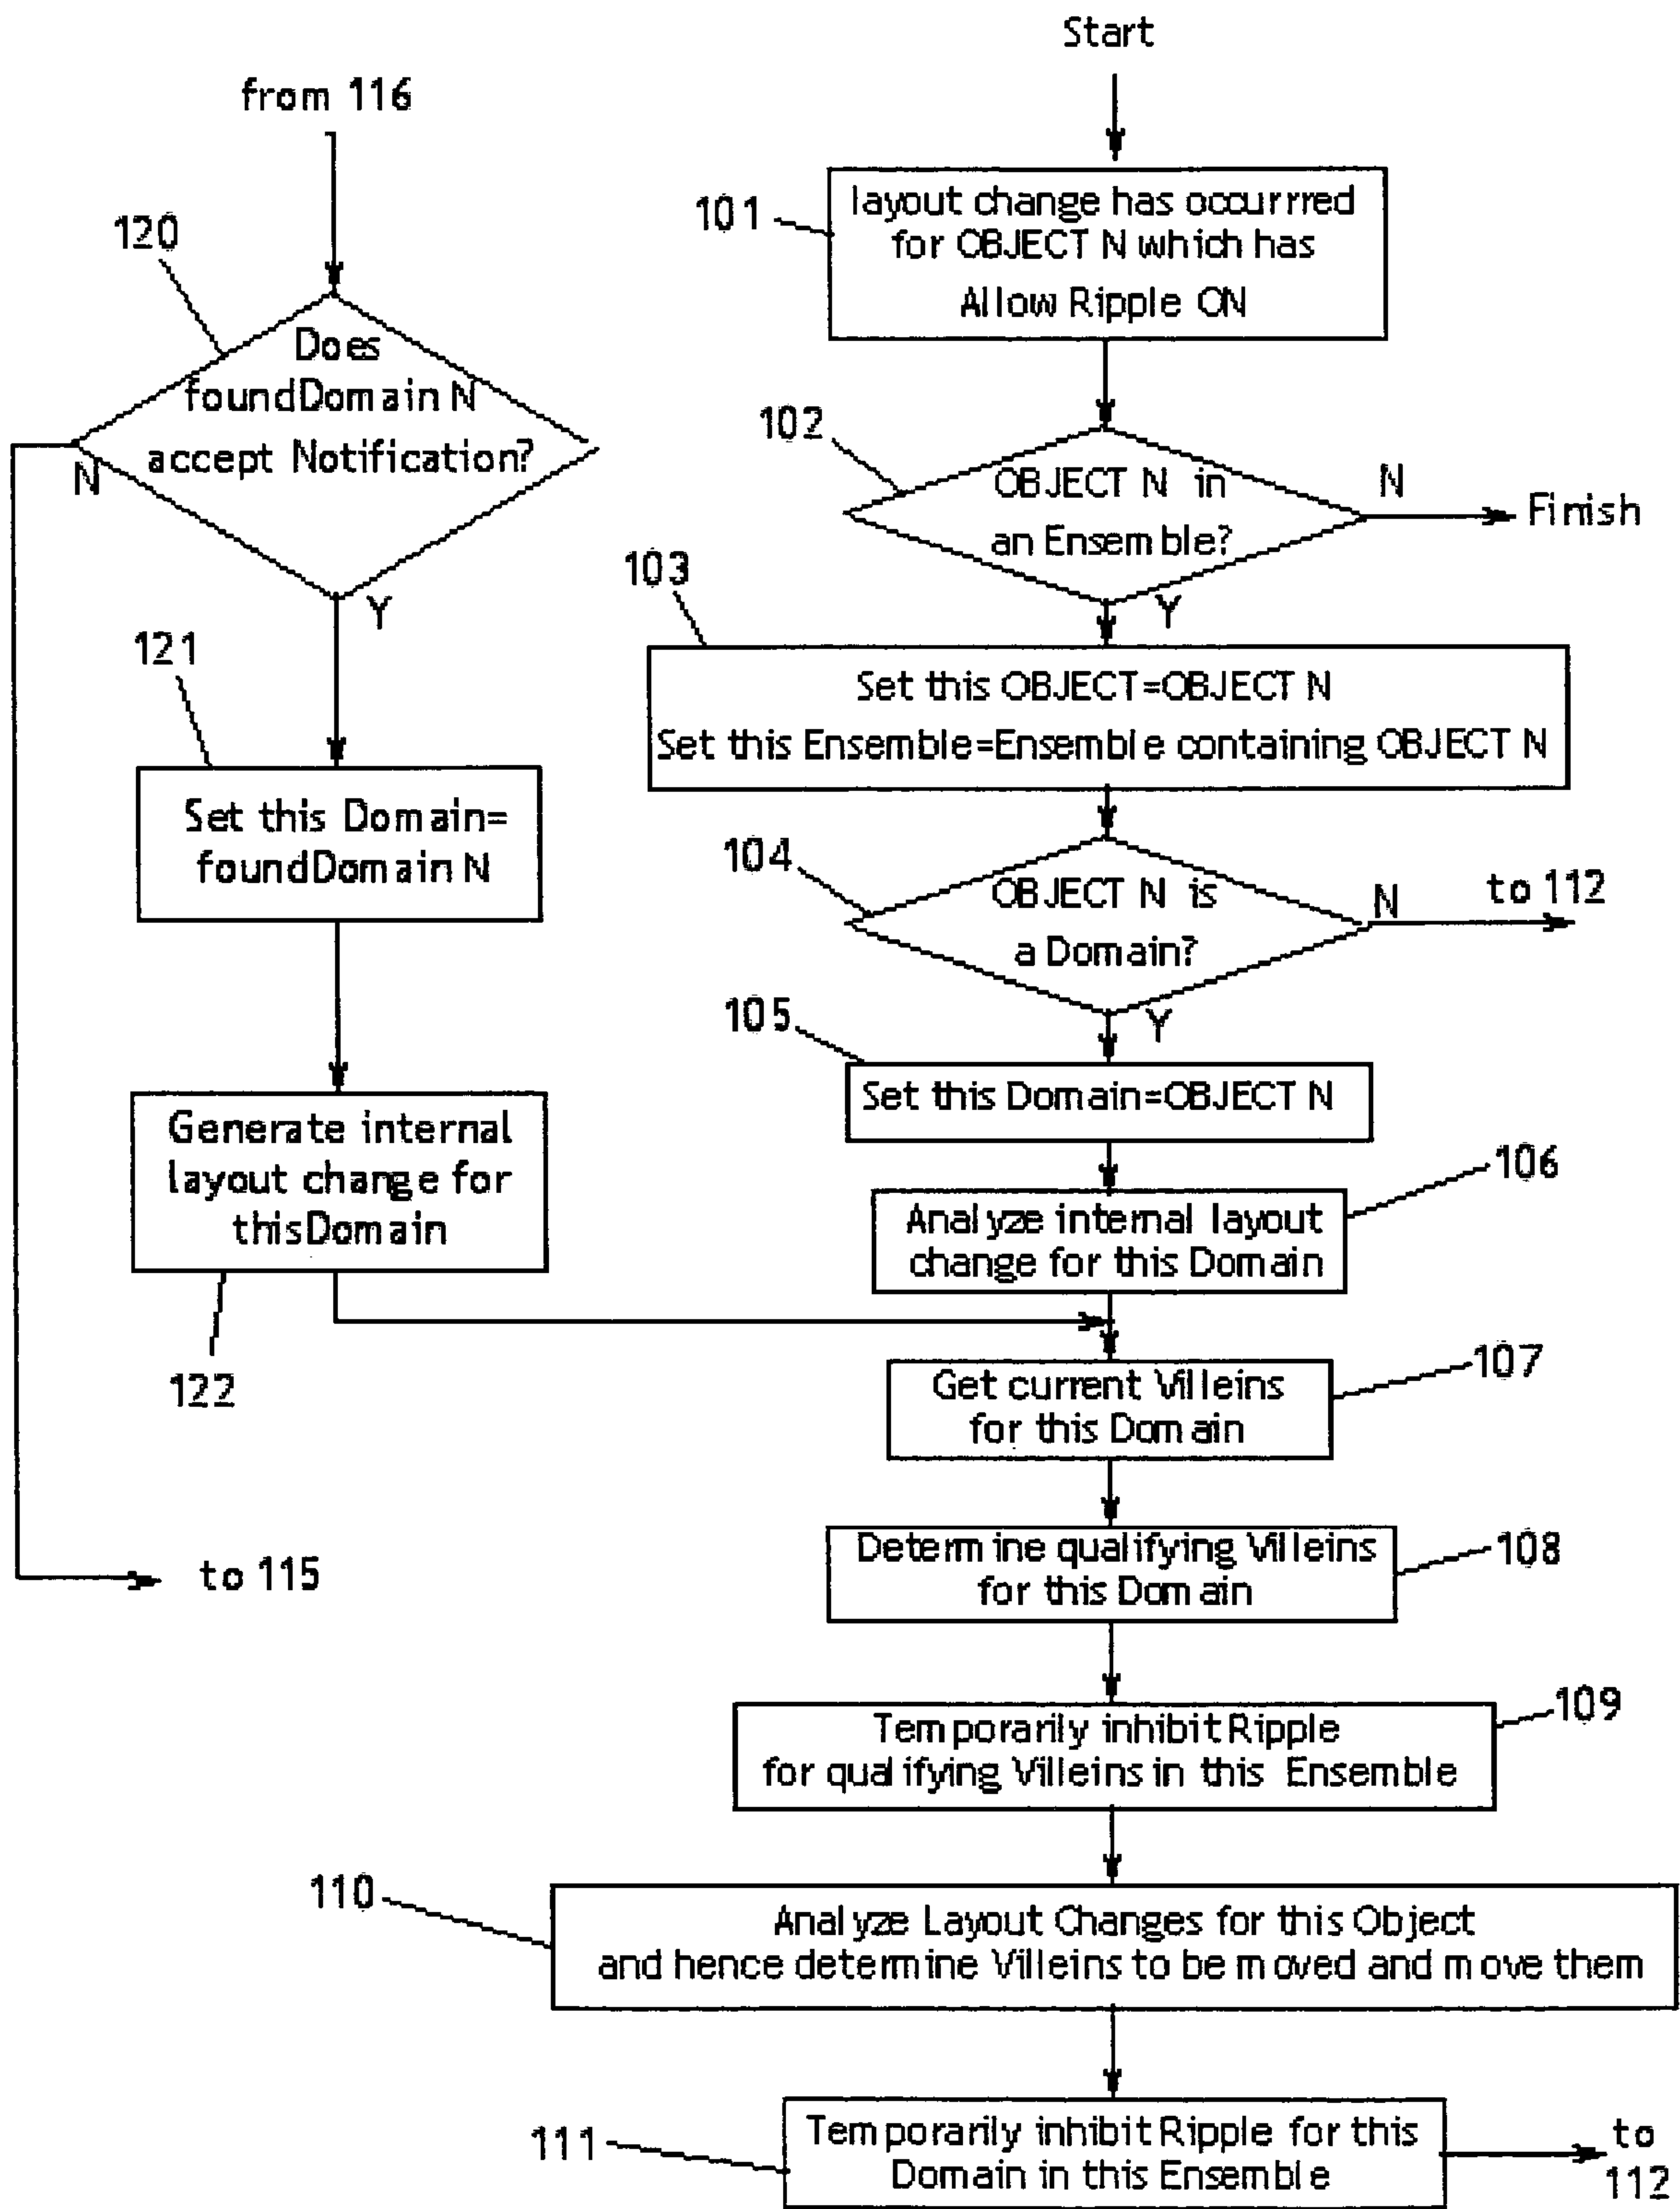 Start
from 116
101
layout change has occurrred
for OBJECT N which has
Allow Ripple ON
120
Does
foundDomain N
accept Notification?
N
Y
102
OBJECT N in
an Ensemble?
N
Finish
Y
103
Set this OBJECT=OBJECT N
Set this Ensemble=Ensemble containing OBJECT N
121
Set this Domain=
foundDomain N
104
OBJECT N is
a Domain?
N
to 112
Y
105
Set this Domain=OBJECT N
Generate internal
layout change for
thisDomain
122
106
Analyze internal layout
change for this Domain
107
Get current Villeins
for this Domain
108
Determine qualifying Villeins
for this Domain
to 115
109
Temporarily inhibit Ripple
for qualifying Villeins in this Ensemble
110
Analyze Layout Changes for this Object
and hence determine Villeins to be moved and move them
111
Temporarily inhibit Ripple for this
Domain in this Ensemble
to
112